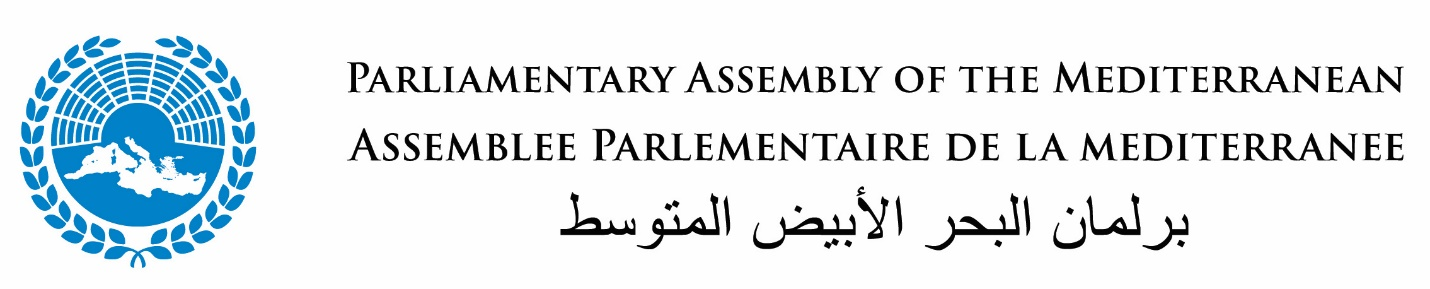 PARLIAMENTARY ASSEMBLY OF THE MEDITERRANEAN
ASSEMBLEE PARLEMENTAIRE DE LA MEDITERRANEE
برلمان البحر الأبيض المتوسط